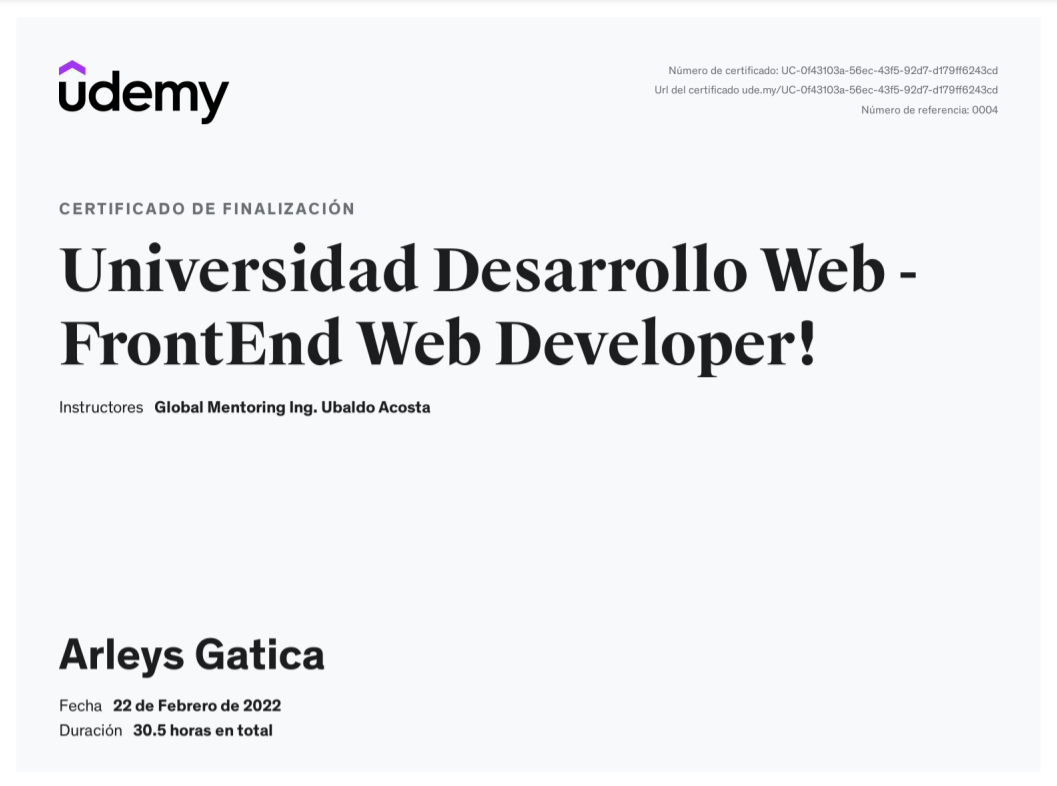 udemy
Número de certificado: UC-0f43103a-56ec-43f5-92d7-d179ff6243cd
Url del certificado ude.my/UC-0f43103a-56ec-43f5-92d7-d179ff6243cd
Número de referencia: 0004
CERTIFICADO DE FINALIZACIÓN
Universidad Desarrollo Web -
FrontEnd Web Developer!
Instructores Global Mentoring Ing. Ubaldo Acosta
Arleys Gatica
Fecha 22 de Febrero de 2022
Duración 30.5 horas en total